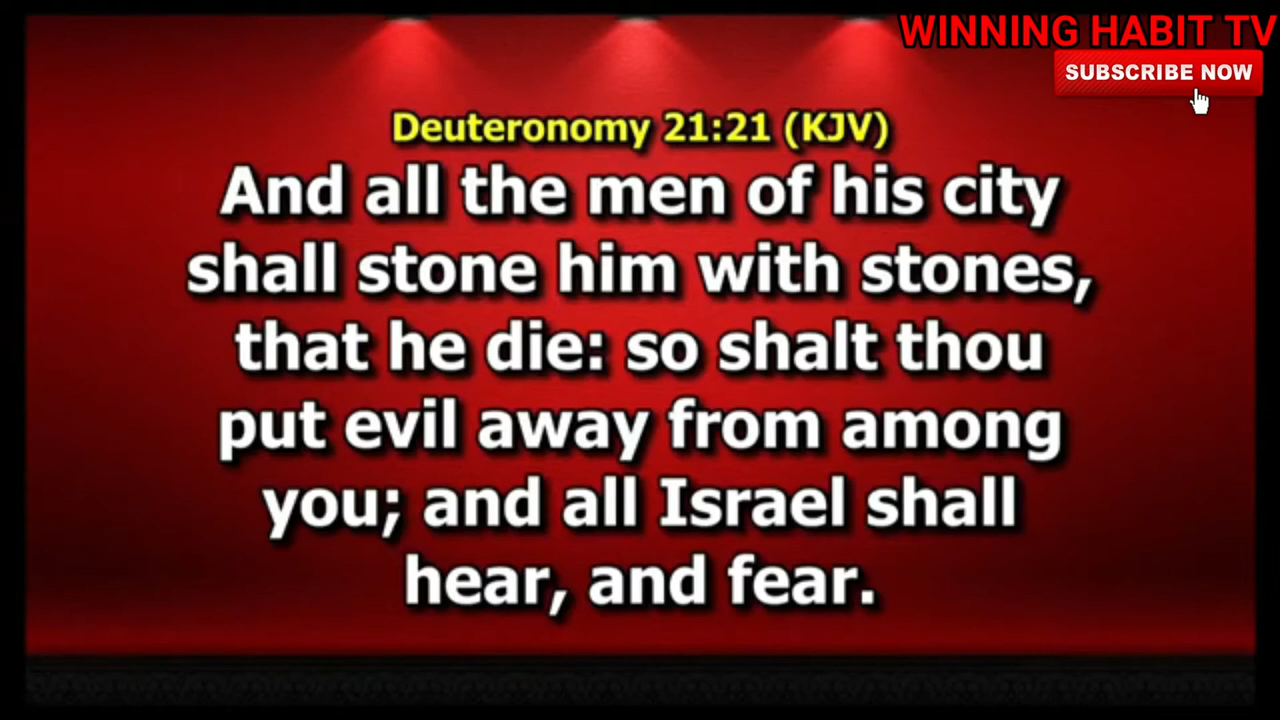 WINNING HABIT TV
SUBSCRIBE NOW
Deuteronomy 21:21 (KJV)
And all the men of his city
shall stone him with stones,
that he die: so shalt thou
put evil away from among
you; and all Israel shall
hear, and fear.